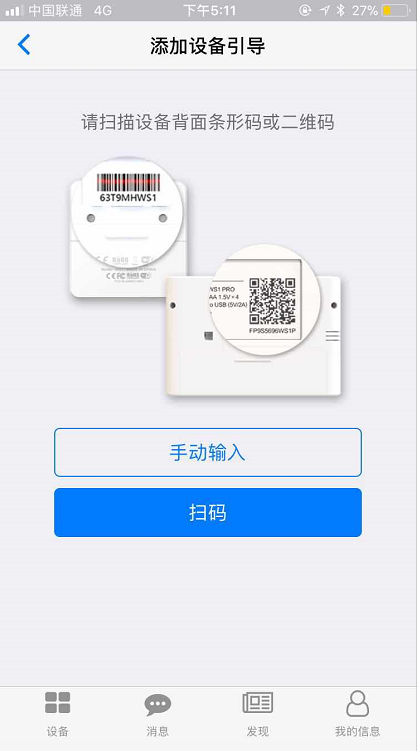 中国联通 4G 下午5:11 27%
添加设备引导
请扫描设备背面条形码或二维码
63T9MHWS1
WS1 PRO
AA 1.5V × 4
o USB (5V/2A)
FP9S5696WS1P
手动输入
扫码
设备 消息 发现 我的信息